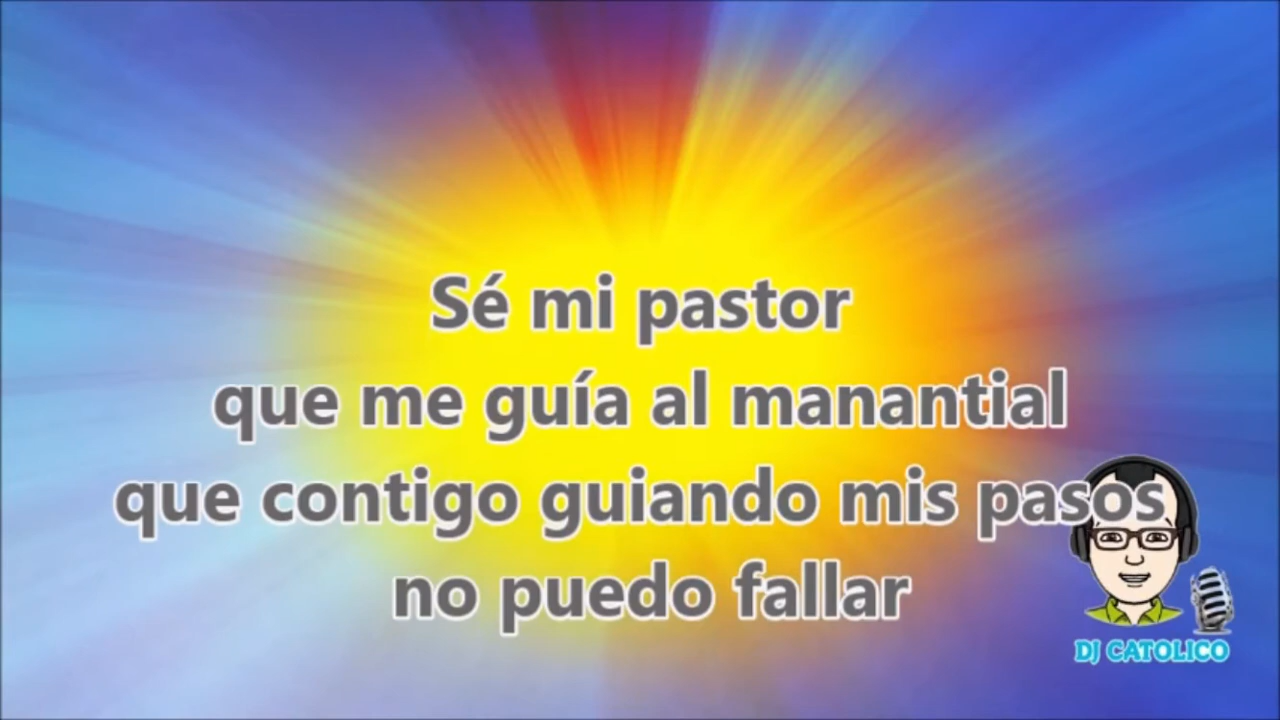 Sé mi pastor
que me guía al manantial
que contigo guiando mis pasos
no puedo fallar
DJ CATOLICO